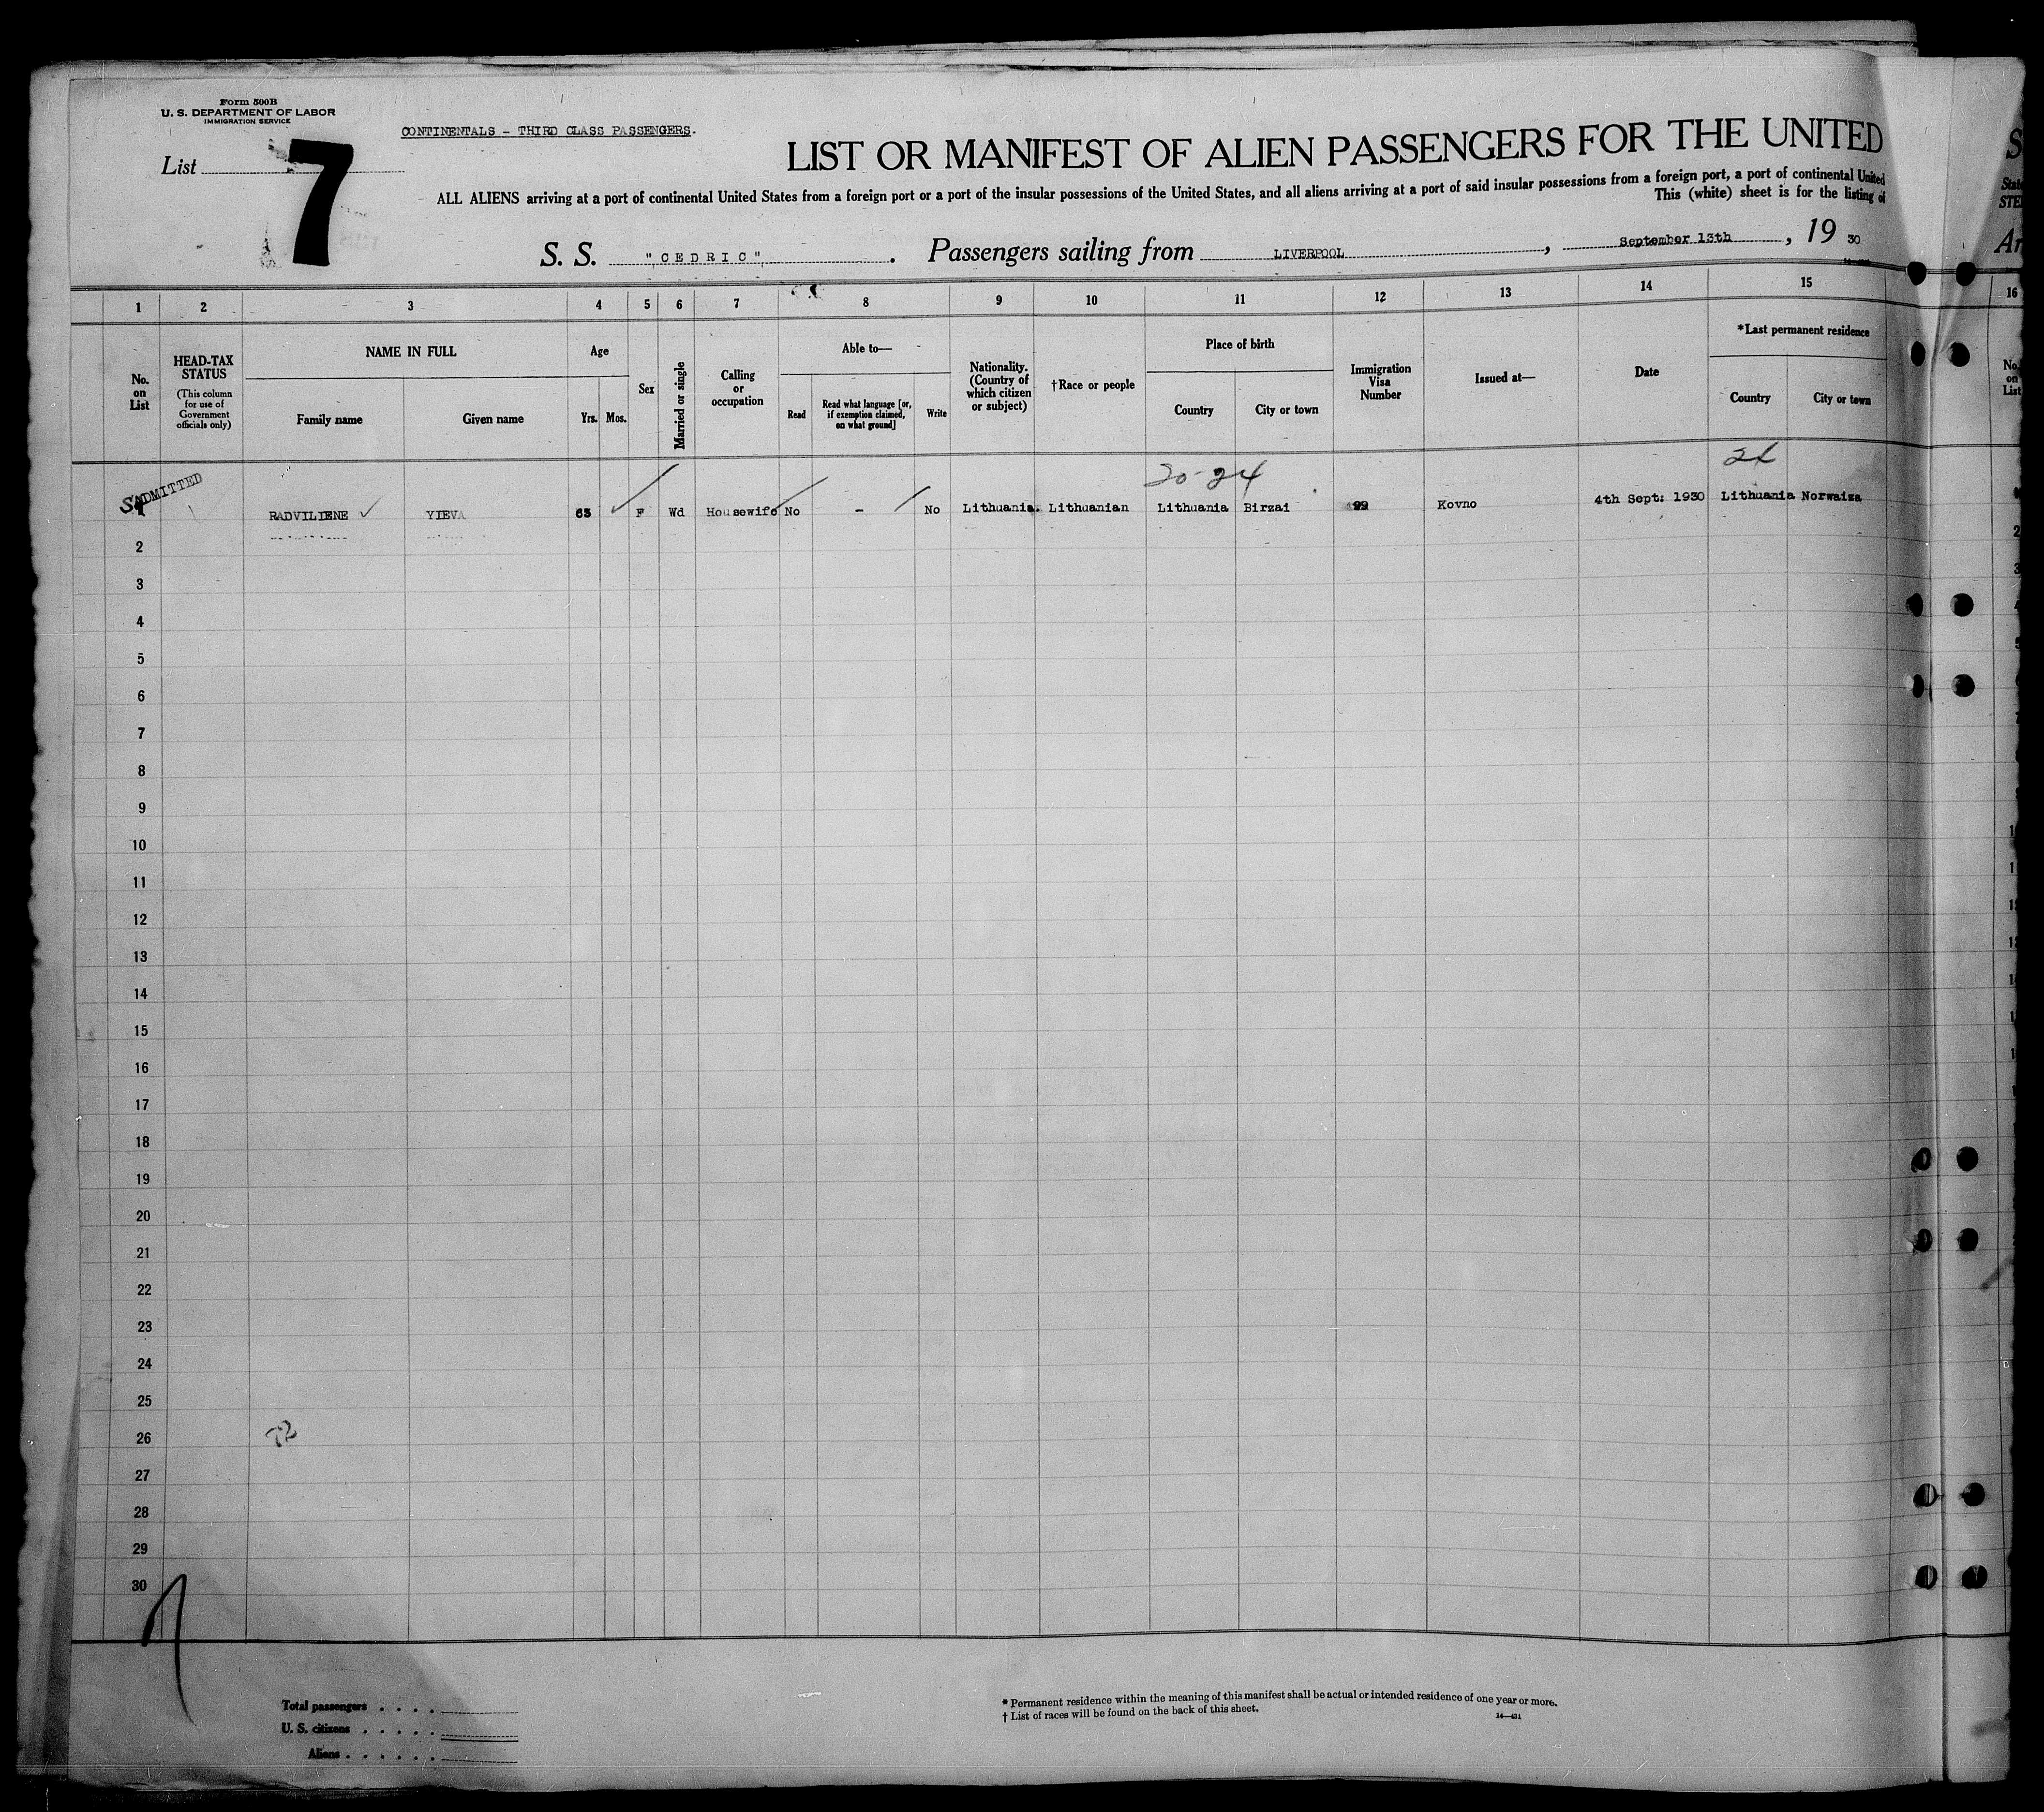 Form 500B
U. S. DEPARTMENT OF LABOR
IMMIGRATION SERVICE
CONTINENTALS - THIRD CLASS PASSENGERS.
List 7
LIST OR MANIFEST OF ALIEN PASSENGERS FOR THE UNITED
ALL ALIENS arriving at a port of continental United States from a foreign port or a port of the insular possessions of the United States, and all aliens arriving at a port of said insular possessions from a foreign port, a port of continental United
This (white) sheet is for the listing of
S. S. "CEDRIC". Passengers sailing from LIVERPOOL, September 13th, 19 30
1 2 3 4 5 6 7 8 9 10 11 12 13 14 15 16
No. on List
HEAD-TAX STATUS
(This column for use of Government officials only)
NAME IN FULL
Family name
Given name
Age
Yrs. Mos.
Sex
Married or single
Calling or occupation
Able to—
Read
Read what language [or, if exemption claimed, on what ground]
Write
Nationality. (Country of which citizen or subject)
†Race or people
Place of birth
Country
City or town
Immigration Visa Number
Issued at—
Date
*Last permanent residence
Country
City or town
No. on List
20-24
ADMITTED
RADVILIENE YIEVA 63 F Wd Housewife No - No Lithuania. Lithuanian Lithuania Birzai 99 Kovno 4th Sept: 1930 Lithuania Norwaiza
2
3
4
5
6
7
8
9
10
11
12
13
14
15
16
17
18
19
20
21
22
23
24
25
26
27
28
29
30
Total passengers . . . .
U. S. citizens . . . . .
Aliens . . . . . .
* Permanent residence within the meaning of this manifest shall be actual or intended residence of one year or more.
† List of races will be found on the back of this sheet.